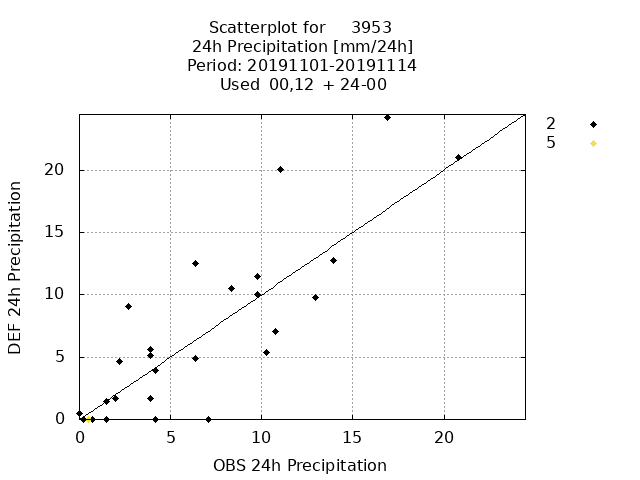 Scatterplot for 3953
24h Precipitation [mm/24h]
Period: 20191101-20191114
Used 00,12 + 24-00
2
5
20
15
10
5
0
DEF 24h Precipitation
0 5 10 15 20
OBS 24h Precipitation